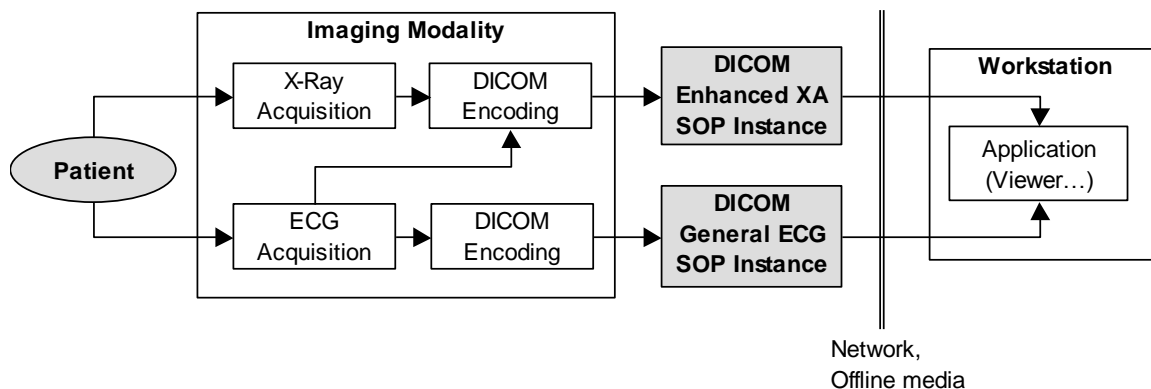 Imaging Modality
X-Ray
Acquisition
DICOM
Encoding
DICOM
Enhanced XA
SOP Instance
Workstation
Application
(Viewer…)
Patient
ECG
Acquisition
DICOM
Encoding
DICOM
General ECG
SOP Instance
Network,
Offline media